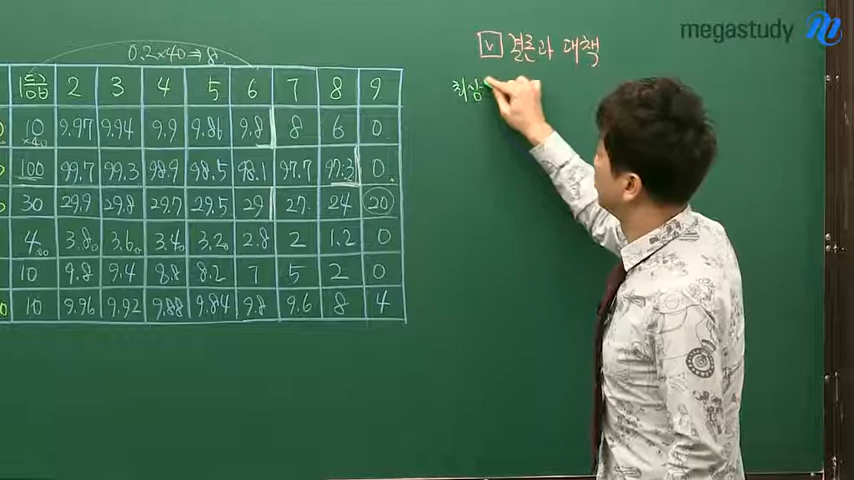 megastudy
V 결론과 대책
최상
0.2×40⇒8
1등급 2 3 4 5 6 7 8 9
10 9.97 9.94 9.9 9.86 9.8 8 6 0
×40
100 99.7 99.3 98.9 98.5 98.1 97.7 97.3 0
30 29.9 29.8 29.7 29.5 29 27 24 20
4 3.8 3.6 3.4 3.2 2.8 2 1.2 0
10 9.8 9.4 8.8 8.2 7 5 2 0
10 9.96 9.92 9.88 9.84 9.8 9.6 8 4